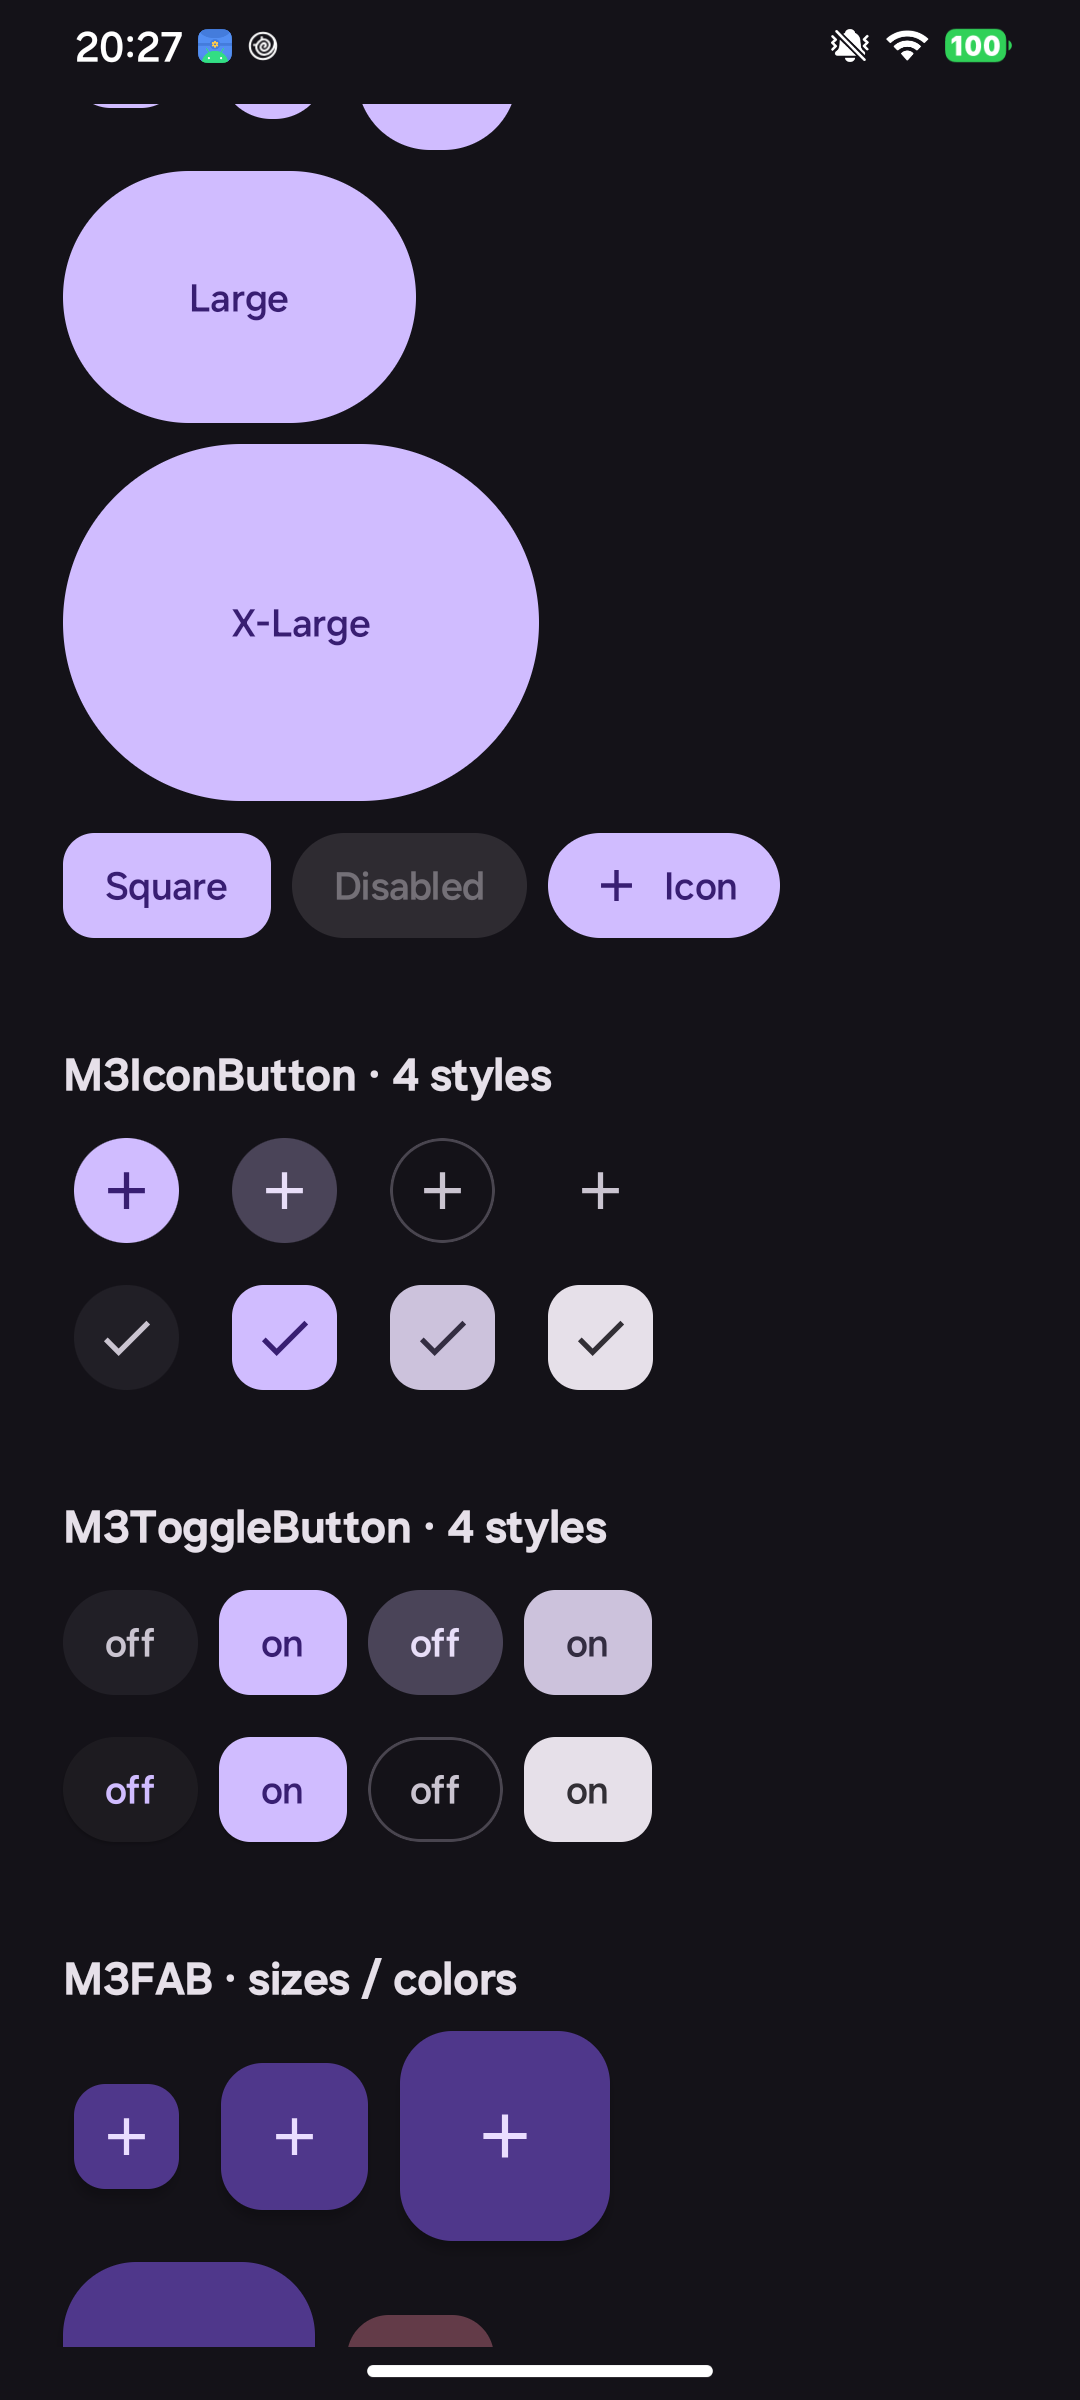 20:27
100
Large
X-Large
Square Disabled Icon
M3IconButton · 4 styles
M3ToggleButton · 4 styles
off on off on
off on off on
M3FAB · sizes / colors